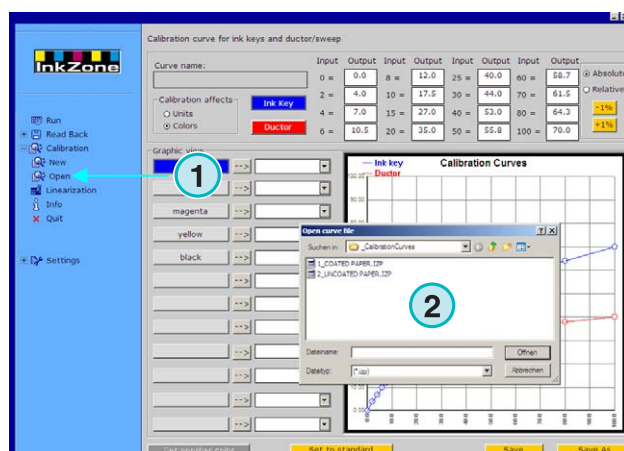 Calibration curve for ink keys and ductor/sweep
InkZone
Curve name:
Input Output Input Output Input Output Input Output
0 = 0.0 8 = 12.0 25 = 40.0 60 = 58.7
2 = 4.0 10 = 17.5 30 = 44.0 70 = 61.5
4 = 7.0 15 = 27.0 40 = 53.0 80 = 64.3
6 = 10.5 20 = 35.0 50 = 55.8 100 = 70.0
Absolute
Relative
-1%
+1%
Calibration affects
Units
Colors
Ink Key
Ductor
Run
Read Back
Calibration
New
Open
Linearization
Info
Quit
Settings
Graphic view
-->
-->
magenta -->
yellow -->
black -->
-->
-->
-->
-->
-->
-->
-->
1
Ink key
Ductor
Calibration Curves
90.00
80.00
Open curve file
Suchen in: _CalibrationCurves
1_COATED PAPER.IZP
2_UNCOATED PAPER.IZP
2
Dateiname:
Öffnen
Dateityp: (*.izp)
Abbrechen
0.00
Set to standard
Save
Save As